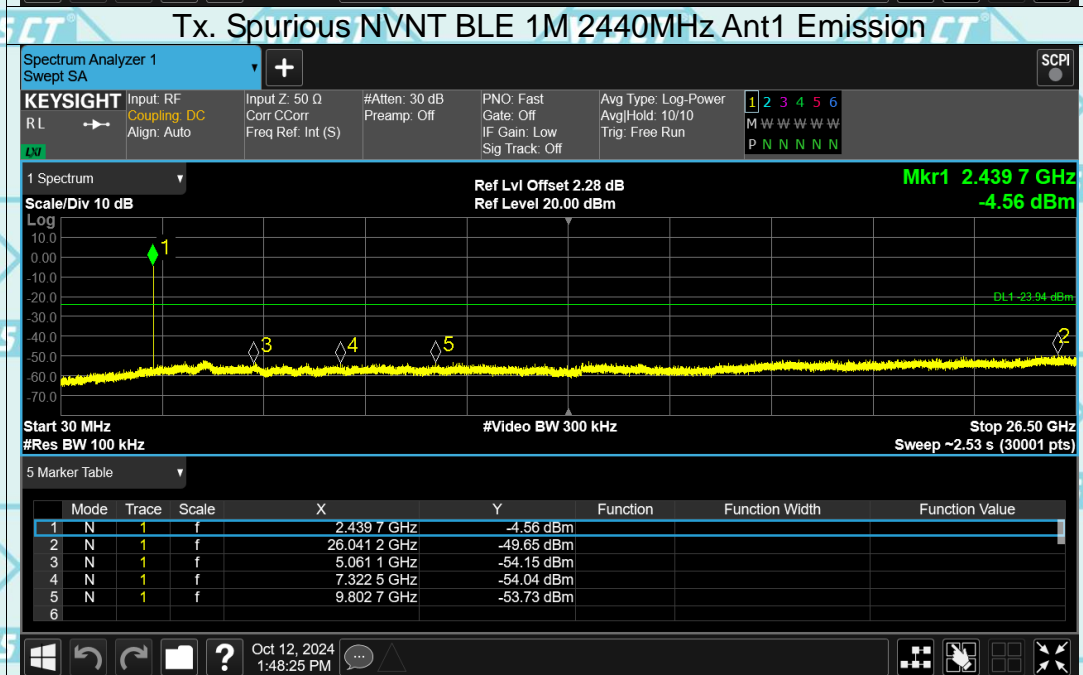 Tx. Spurious NVNT BLE 1M 2440MHz Ant1 Emission
Spectrum Analyzer 1
Swept SA
+
SCPI
KEYSIGHT Input: RF Input Z: 50 Ω #Atten: 30 dB PNO: Fast Avg Type: Log-Power 1 2 3 4 5 6
RL Coupling: DC Corr CCorr Preamp: Off Gate: Off Avg|Hold: 10/10 M W W W W W
Align: Auto Freq Ref: Int (S) IF Gain: Low Trig: Free Run P N N N N N
LXI Sig Track: Off
1 Spectrum Ref Lvl Offset 2.28 dB Mkr1 2.439 7 GHz
Scale/Div 10 dB Ref Level 20.00 dBm -4.56 dBm
Log
10.0
1
0.00
-10.0
-20.0
DL1 -23.94 dBm
-30.0
-40.0
3 4 5 2
-50.0
-60.0
-70.0
Start 30 MHz #Video BW 300 kHz Stop 26.50 GHz
#Res BW 100 kHz Sweep ~2.53 s (30001 pts)
5 Marker Table
Mode Trace Scale X Y Function Function Width Function Value
1 N 1 f 2.439 7 GHz -4.56 dBm
2 N 1 f 26.041 2 GHz -49.65 dBm
3 N 1 f 5.061 1 GHz -54.15 dBm
4 N 1 f 7.322 5 GHz -54.04 dBm
5 N 1 f 9.802 7 GHz -53.73 dBm
6
? Oct 12, 2024
1:48:25 PM